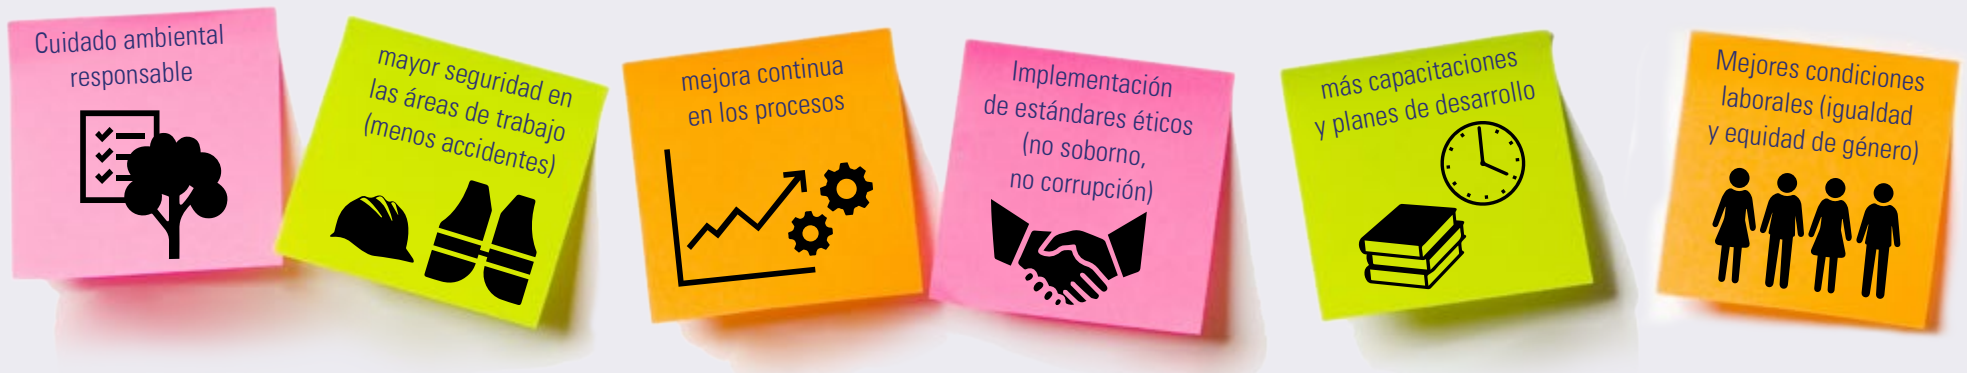 Cuidado ambiental
responsable
mayor seguridad en
las áreas de trabajo
(menos accidentes)
mejora continua
en los procesos
Implementación
de estándares éticos
(no soborno,
no corrupción)
más capacitaciones
y planes de desarrollo
Mejores condiciones
laborales (igualdad
y equidad de género)